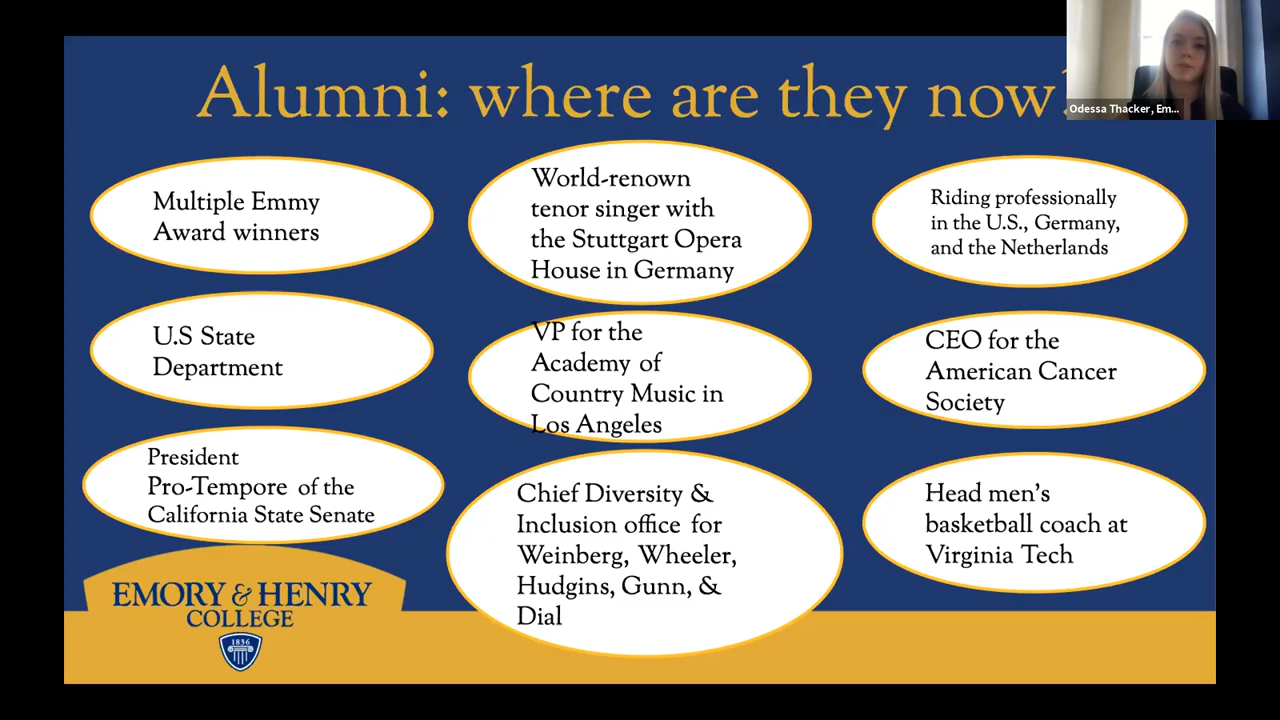 Alumni: where are they now?
Odessa Thacker, Em...
Multiple Emmy
Award winners
World-renown
tenor singer with
the Stuttgart Opera
House in Germany
Riding professionally
in the U.S., Germany,
and the Netherlands
U.S State
Department
VP for the
Academy of
Country Music in
Los Angeles
CEO for the
American Cancer
Society
President
Pro-Tempore of the
California State Senate
Chief Diversity &
Inclusion office for
Weinberg, Wheeler,
Hudgins, Gunn, &
Dial
Head men's
basketball coach at
Virginia Tech
EMORY & HENRY
COLLEGE
1836